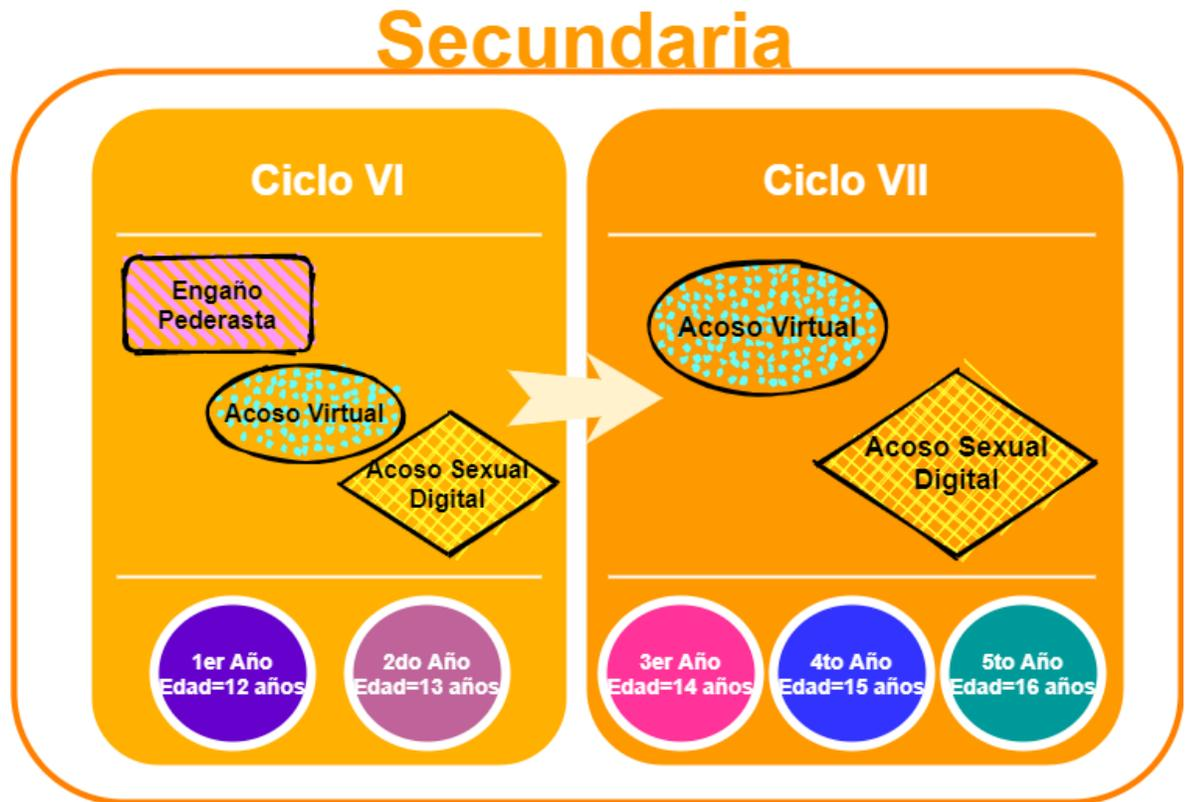 Secundaria
Ciclo VI
Engaño
Pederasta
Acoso Virtual
Acoso Sexual
Digital
1er Año
Edad=12 años
2do Año
Edad=13 años
Ciclo VII
Acoso Virtual
Acoso Sexual
Digital
3er Año
Edad=14 años
4to Año
Edad=15 años
5to Año
Edad=16 años